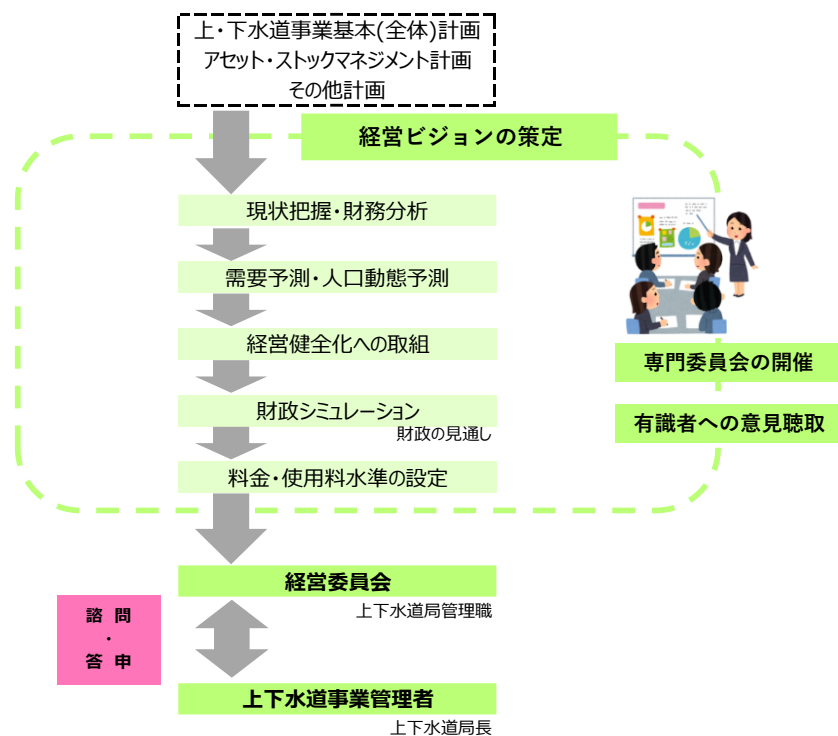 上・下水道事業基本(全体)計画
アセット・ストックマネジメント計画
その他計画
経営ビジョンの策定
現状把握・財務分析
需要予測・人口動態予測
経営健全化への取組
専門委員会の開催
財政シミュレーション
財政の見通し
有識者への意見聴取
料金・使用料水準の設定
経営委員会
上下水道局管理職
諮 問
・
答 申
上下水道事業管理者
上下水道局長